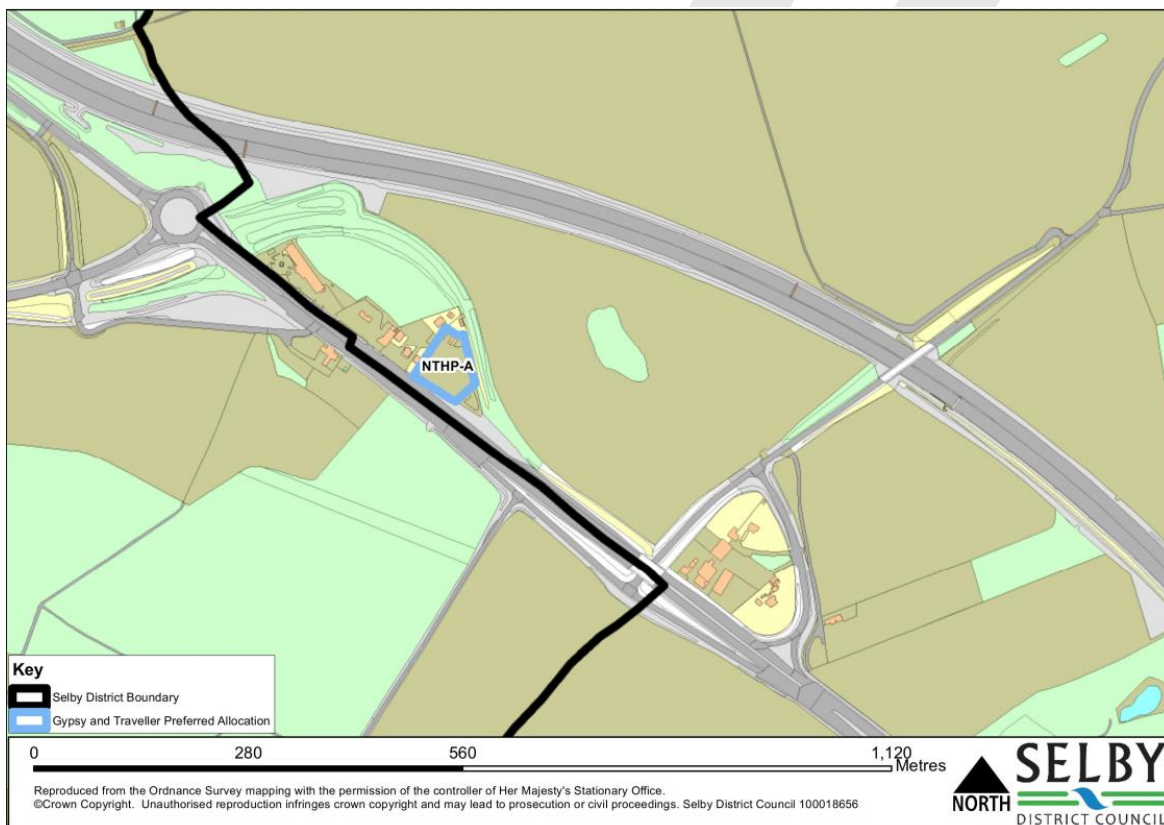 NTHP-A
Key
Selby District Boundary
Gypsy and Traveller Preferred Allocation
0 280 560 1,120
Metres
Reproduced from the Ordnance Survey mapping with the permission of the controller of Her Majesty's Stationary Office.
©Crown Copyright. Unauthorised reproduction infringes crown copyright and may lead to prosecution or civil proceedings. Selby District Council 100018656
NORTH
SELBY
DISTRICT COUNCIL